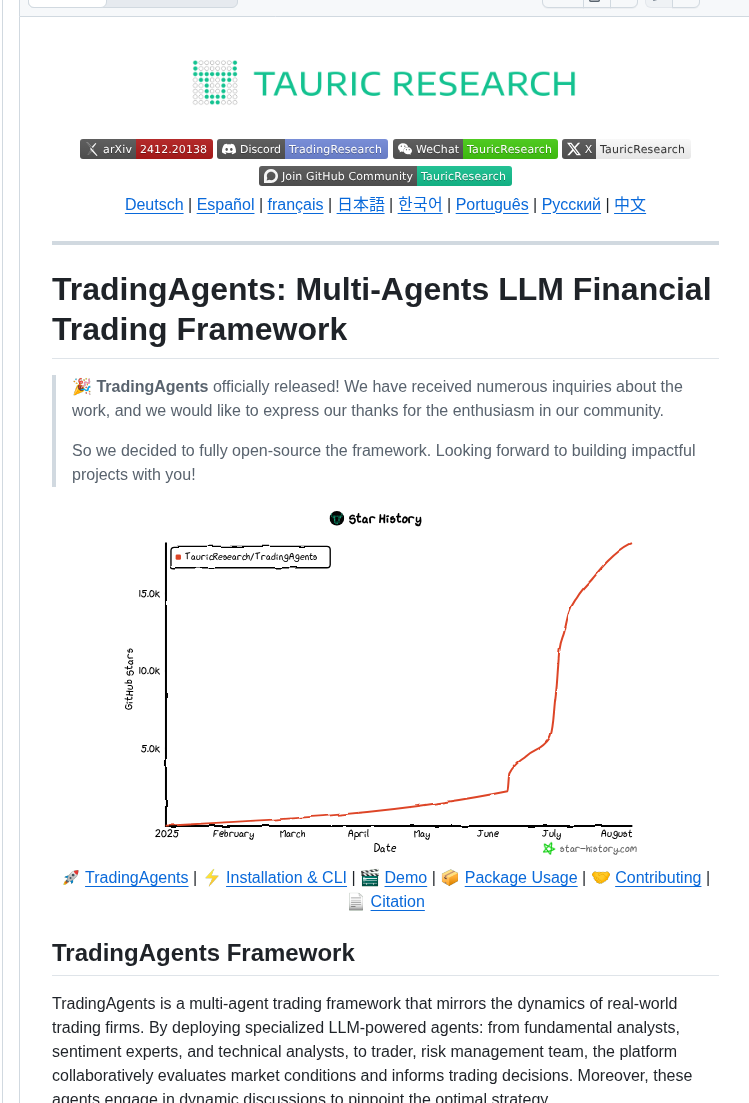 TAURIC RESEARCH
arXiv 2412.20138 Discord TradingResearch WeChat TauricResearch X TauricResearch
Join GitHub Community TauricResearch
Deutsch | Español | français | 日本語 | 한국어 | Português | Русский | 中文
TradingAgents: Multi-Agents LLM Financial
Trading Framework
🎉 TradingAgents officially released! We have received numerous inquiries about the
work, and we would like to express our thanks for the enthusiasm in our community.
So we decided to fully open-source the framework. Looking forward to building impactful
projects with you!
Star History
TauricResearch/TradingAgents
15.0k
10.0k
5.0k
GitHub Stars
2025 February March April May June July August
Date
star-history.com
🚀 TradingAgents | ⚡ Installation & CLI | 🎬 Demo | 📦 Package Usage | 🤝 Contributing |
📄 Citation
TradingAgents Framework
TradingAgents is a multi-agent trading framework that mirrors the dynamics of real-world
trading firms. By deploying specialized LLM-powered agents: from fundamental analysts,
sentiment experts, and technical analysts, to trader, risk management team, the platform
collaboratively evaluates market conditions and informs trading decisions. Moreover, these
agents engage in dynamic discussions to pinpoint the optimal strategy.